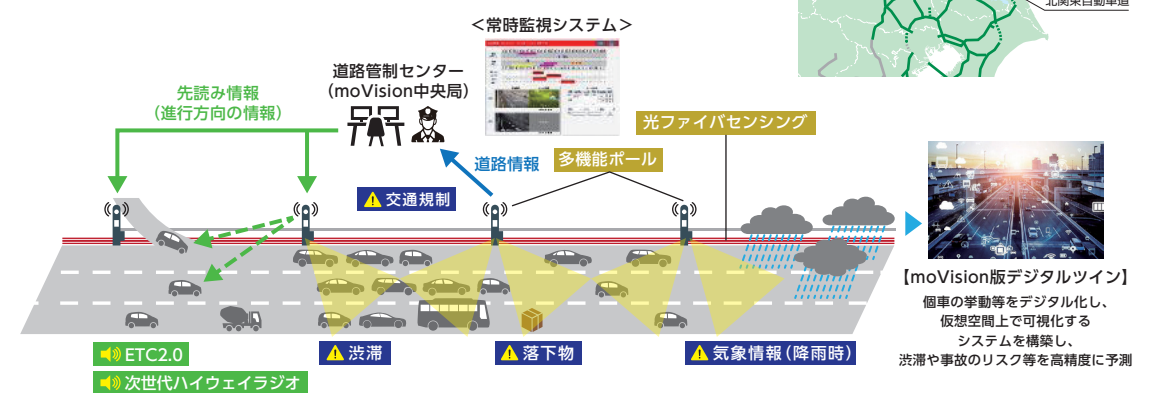 北関東自動車道
＜常時監視システム＞
道路管制センター
（moVision中央局）
先読み情報
（進行方向の情報）
光ファイバセンシング
多機能ポール
道路情報
交通規制
【moVision版デジタルツイン】
個車の挙動等をデジタル化し、
仮想空間上で可視化する
システムを構築し、
渋滞や事故のリスク等を高精度に予測
ETC2.0
次世代ハイウェイラジオ
渋滞
落下物
気象情報（降雨時）